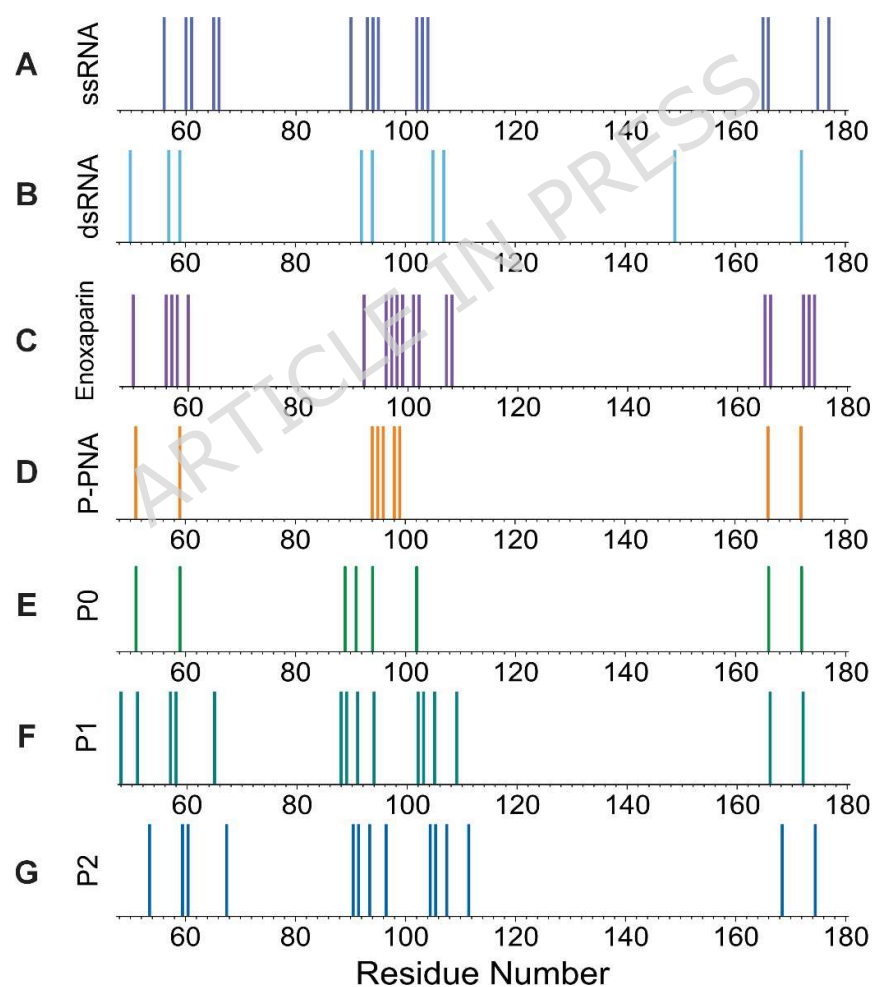 A ssRNA
60 80 100 120 140 160 180
B dsRNA
60 80 100 120 140 160 180
C Enoxaparin
60 80 100 120 140 160 180
D P-PNA
60 80 100 120 140 160 180
E P0
60 80 100 120 140 160 180
F P1
60 80 100 120 140 160 180
G P2
60 80 100 120 140 160 180
Residue Number
ARTICLE IN PRESS